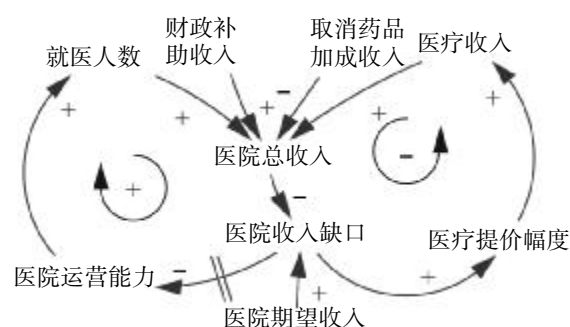 财政补
助收入
取消药品
加成收入
就医人数
医疗收入
+
+
+
-
+
+
医院总收入
+
-
-
医院收入缺口
医疗提价幅度
医院运营能力
-
+
+
医院期望收入